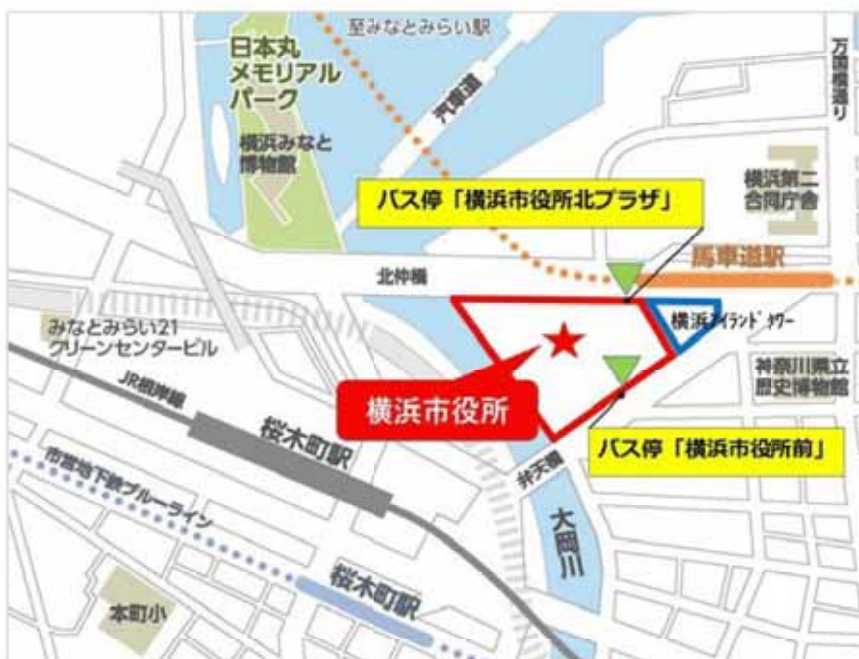 至みなとみらい駅
日本丸
メモリアル
パーク
汽車道
万国橋通り
横浜みなと
博物館
横浜第二
合同庁舎
バス停「横浜市役所北プラザ」
馬車道駅
北仲橋
横浜アイランドタワー
みなとみらい21
グリーンセンタービル
神奈川県立
歴史博物館
横浜市役所
JR根岸線
桜木町駅
バス停「横浜市役所前」
弁天橋
市営地下鉄ブルーライン
大岡川
桜木町駅
本町小